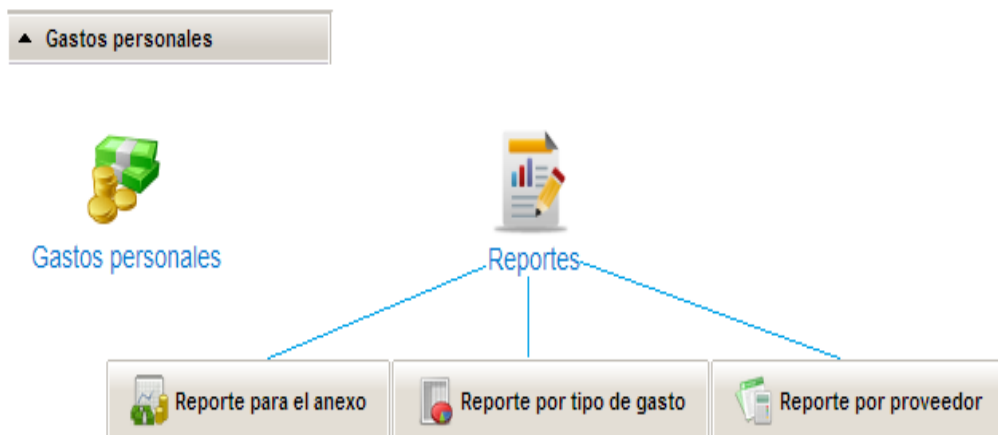 Gastos personales
Gastos personales
Reportes
Reporte para el anexo
Reporte por tipo de gasto
Reporte por proveedor